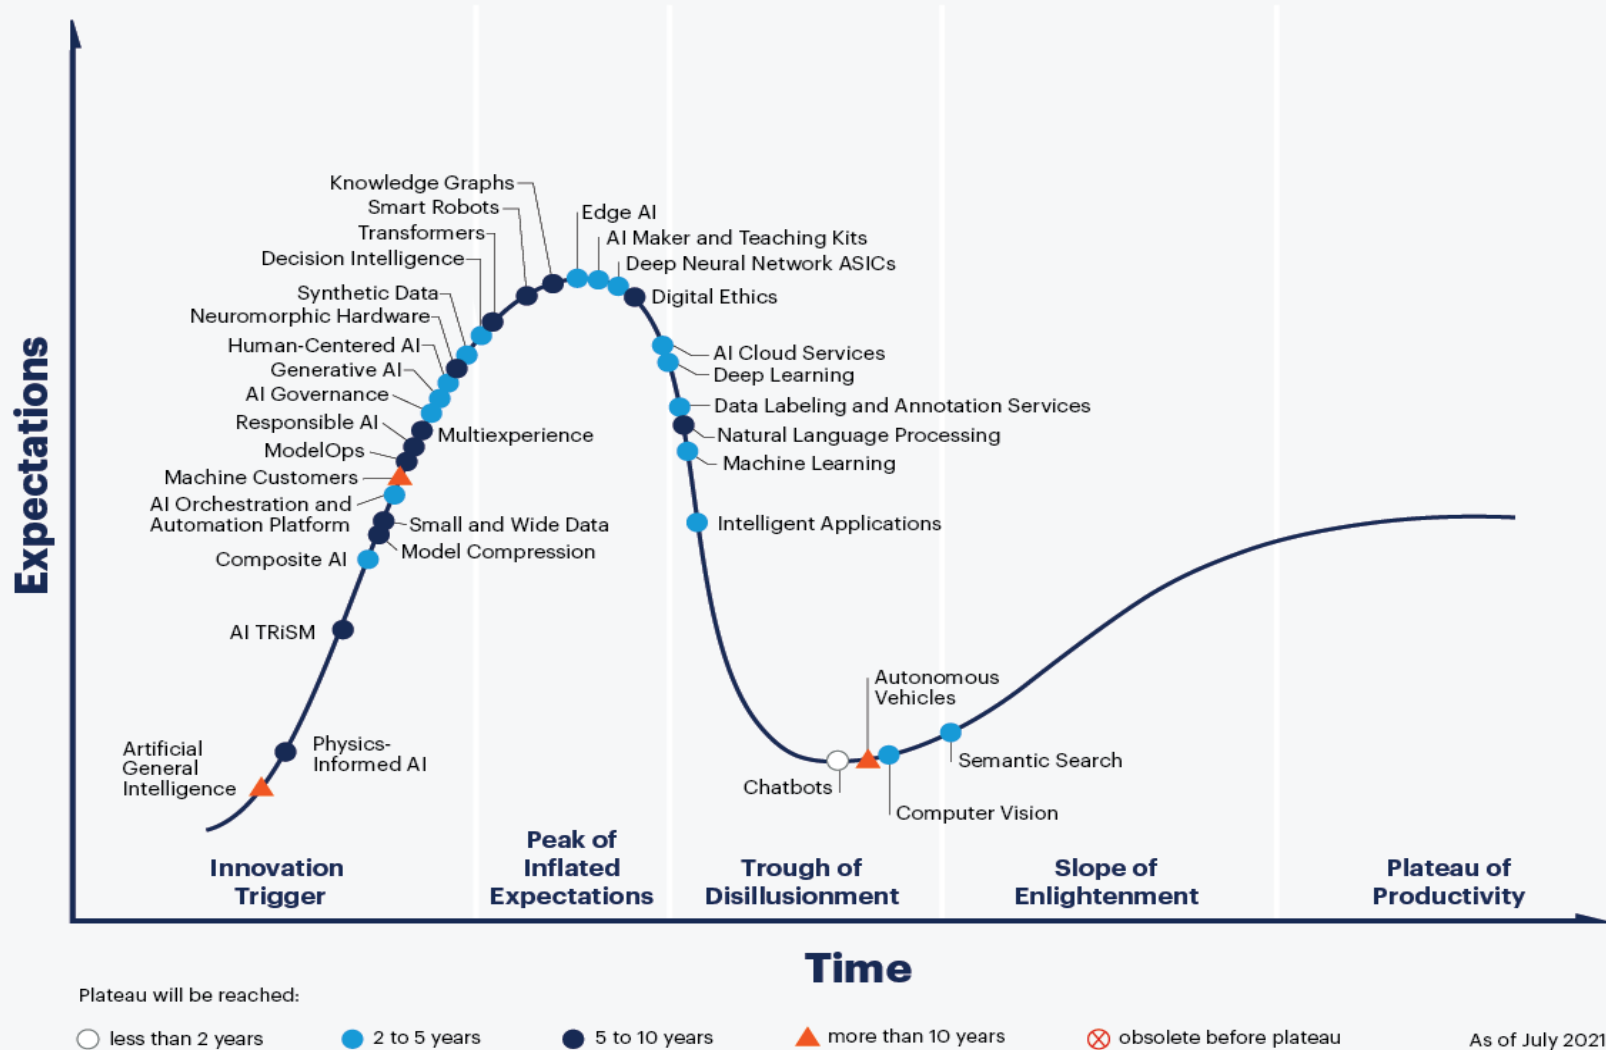 Knowledge Graphs
Smart Robots
Transformers
Decision Intelligence
Synthetic Data
Neuromorphic Hardware
Human-Centered AI
Generative AI
AI Governance
Responsible AI
Multiexperience
ModelOps
Machine Customers
AI Orchestration and
Automation Platform
Small and Wide Data
Model Compression
Composite AI
AI TRiSM
Physics-
Informed AI
Artificial
General
Intelligence
Edge AI
AI Maker and Teaching Kits
Deep Neural Network ASICs
Digital Ethics
AI Cloud Services
Deep Learning
Data Labeling and Annotation Services
Natural Language Processing
Machine Learning
Intelligent Applications
Autonomous
Vehicles
Chatbots
Computer Vision
Semantic Search
Expectations
Innovation
Trigger
Peak of
Inflated
Expectations
Trough of
Disillusionment
Slope of
Enlightenment
Plateau of
Productivity
Time
Plateau will be reached:
less than 2 years
2 to 5 years
5 to 10 years
more than 10 years
obsolete before plateau
As of July 2021